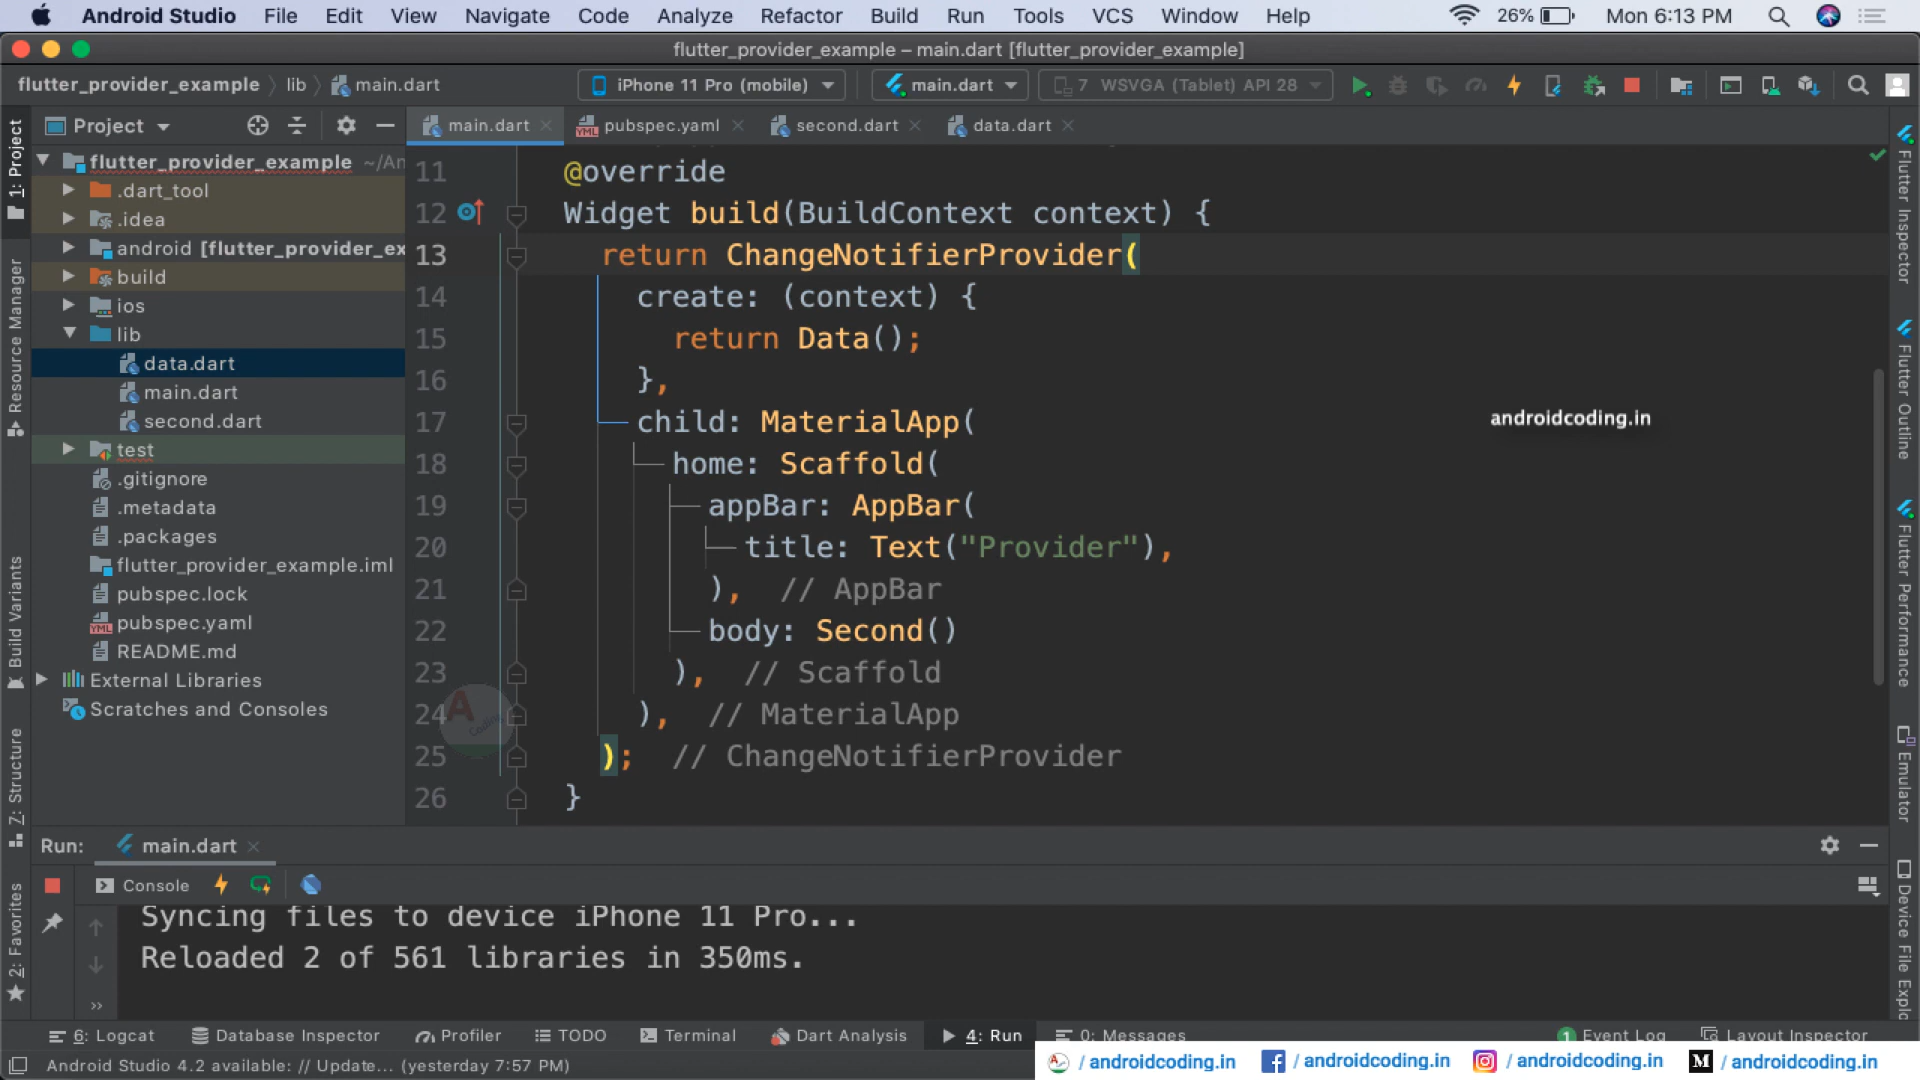 Android Studio File Edit View Navigate Code Analyze Refactor Build Run Tools VCS Window Help 26% Mon 6:13 PM
flutter_provider_example – main.dart [flutter_provider_example]
flutter_provider_example lib main.dart iPhone 11 Pro (mobile) main.dart 7 WSVGA (Tablet) API 28
Project main.dart pubspec.yaml second.dart data.dart
1: Project
Resource Manager
Build Variants
7: Structure
2: Favorites
flutter_provider_example ~/An
.dart_tool
.idea
android [flutter_provider_ex
build
ios
lib
data.dart
main.dart
second.dart
test
.gitignore
.metadata
.packages
flutter_provider_example.iml
pubspec.lock
pubspec.yaml
README.md
External Libraries
Scratches and Consoles
11 @override
12 Widget build(BuildContext context) {
13 return ChangeNotifierProvider(
14 create: (context) {
15 return Data();
16 },
17 child: MaterialApp(
18 home: Scaffold(
19 appBar: AppBar(
20 title: Text("Provider"),
21 ), // AppBar
22 body: Second()
23 ), // Scaffold
24 ), // MaterialApp
25 ); // ChangeNotifierProvider
26 }
androidcoding.in
A
Coding
Flutter Inspector
Flutter Outline
Flutter Performance
Emulator
Device File Explo
Run: main.dart
Console
Syncing files to device iPhone 11 Pro...
Reloaded 2 of 561 libraries in 350ms.
6: Logcat Database Inspector Profiler TODO Terminal Dart Analysis 4: Run 0: Messages 1 Event Log Layout Inspector
Android Studio 4.2 available: // Update... (yesterday 7:57 PM)
/ androidcoding.in / androidcoding.in / androidcoding.in / androidcoding.in